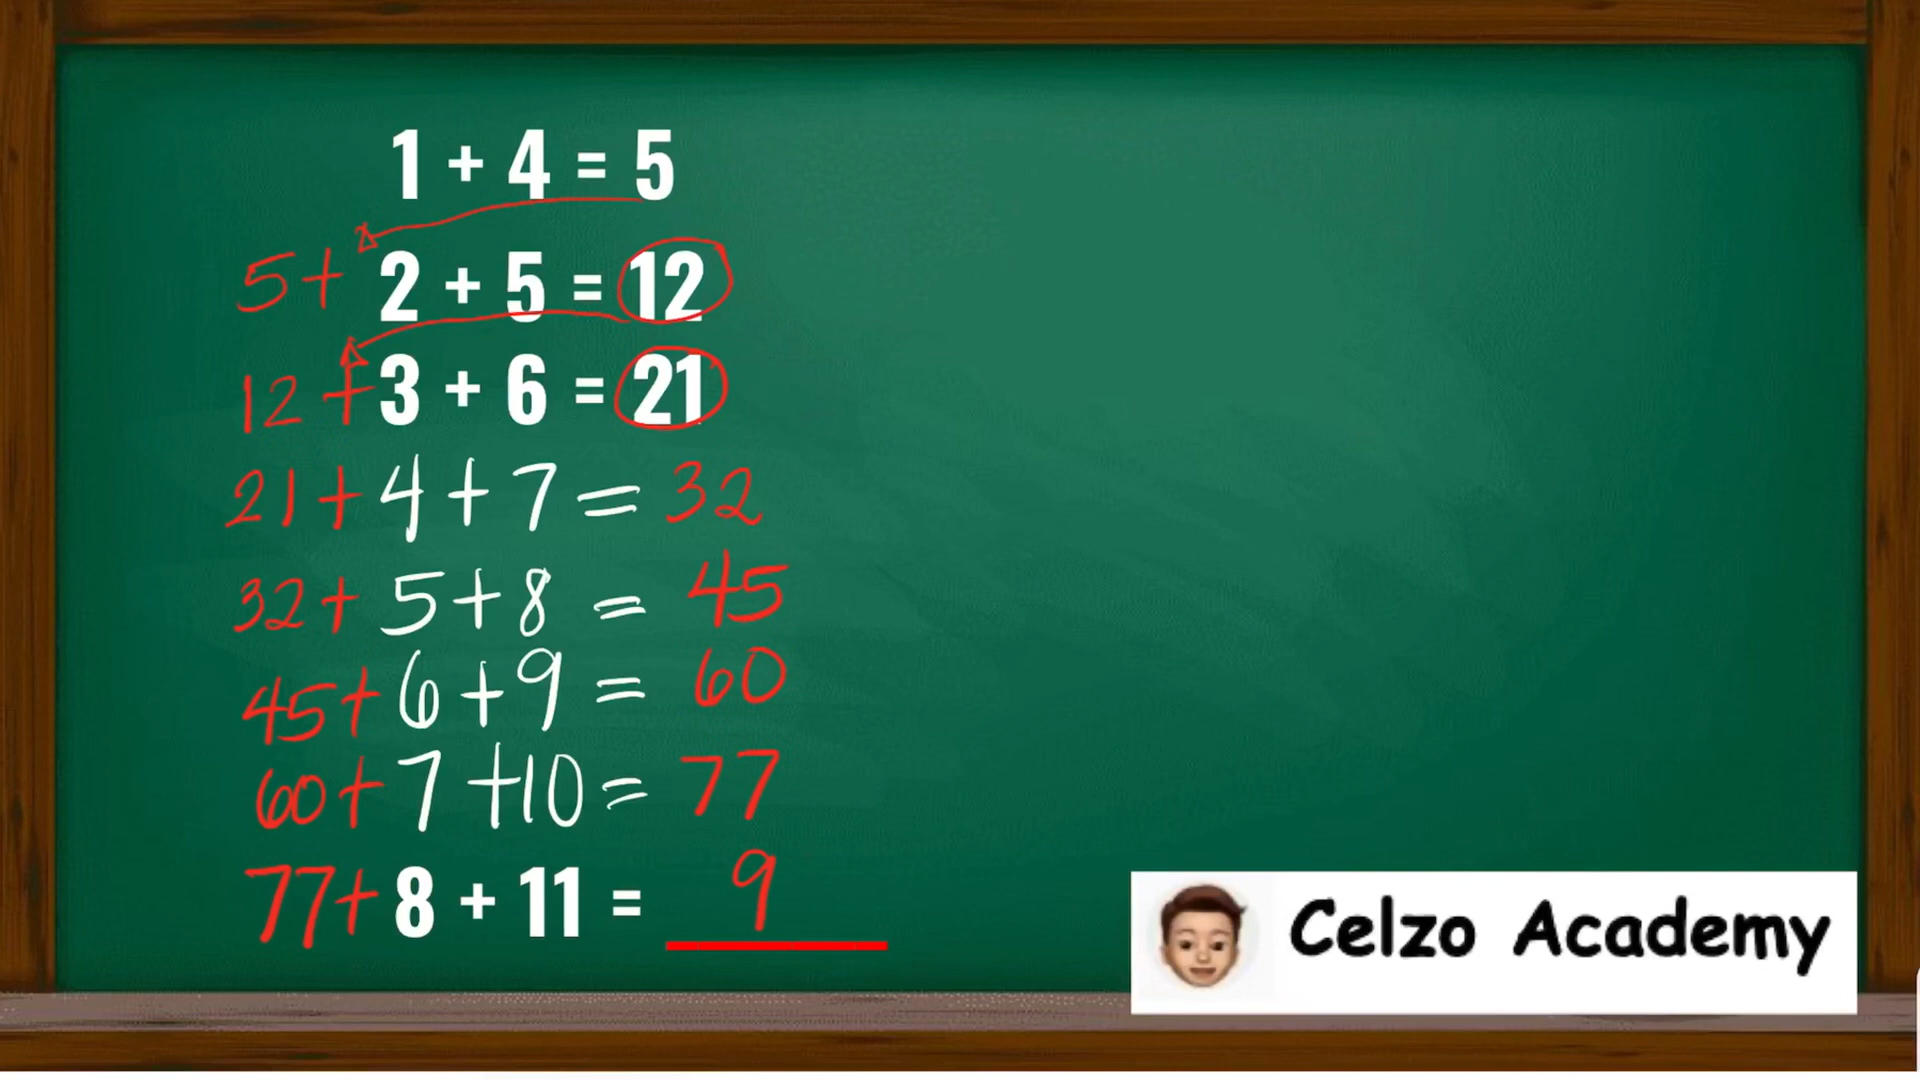 1 + 4 = 5
5 + 2 + 5 = 12
12 + 3 + 6 = 21
21 + 4 + 7 = 32
32 + 5 + 8 = 45
45 + 6 + 9 = 60
60 + 7 + 10 = 77
77 + 8 + 11 = 9
Celzo Academy